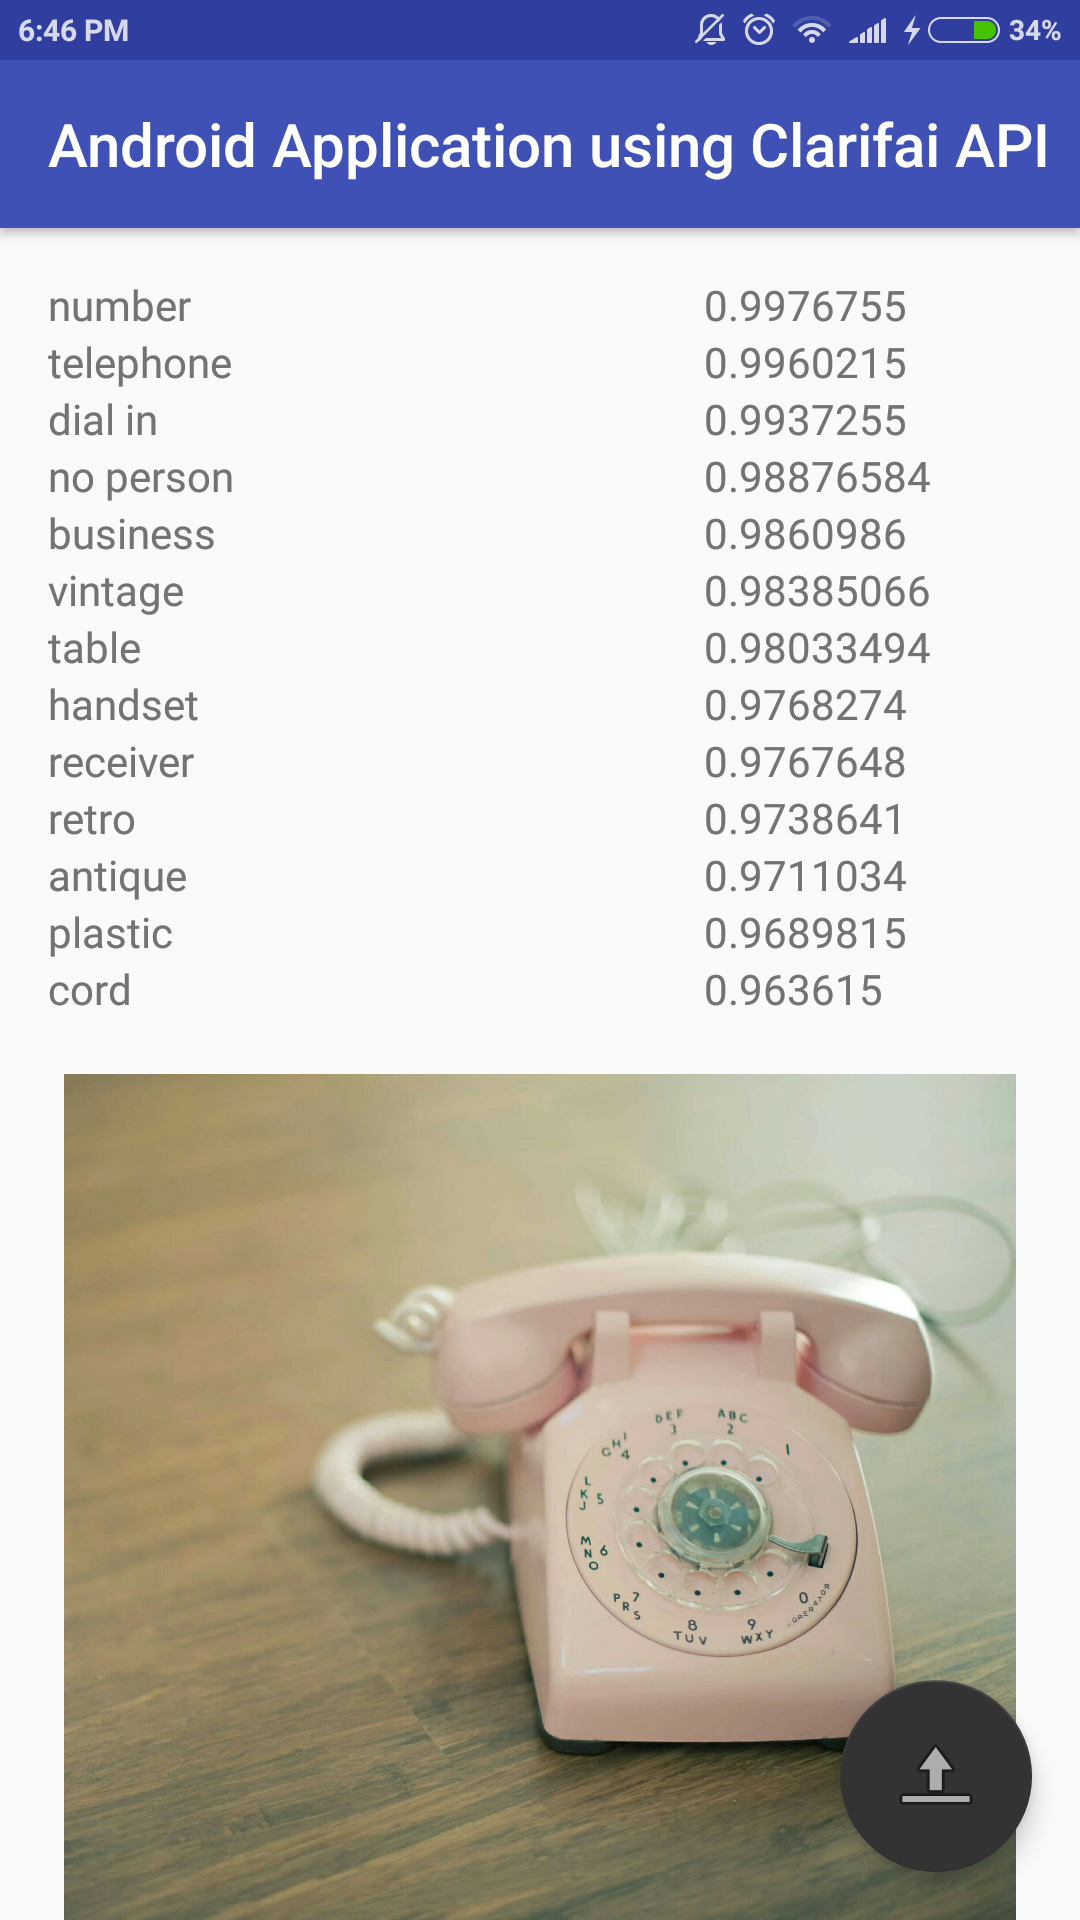 6:46 PM 34%
Android Application using Clarifai API
number 0.9976755
telephone 0.9960215
dial in 0.9937255
no person 0.98876584
business 0.9860986
vintage 0.98385066
table 0.98033494
handset 0.9768274
receiver 0.9767648
retro 0.9738641
antique 0.9711034
plastic 0.9689815
cord 0.963615
DEF ABC
3 2 1
GHI
4
L
K 5
J
M
N 6
O
PRS 7
8 9 0
TUV WXY OPERATOR